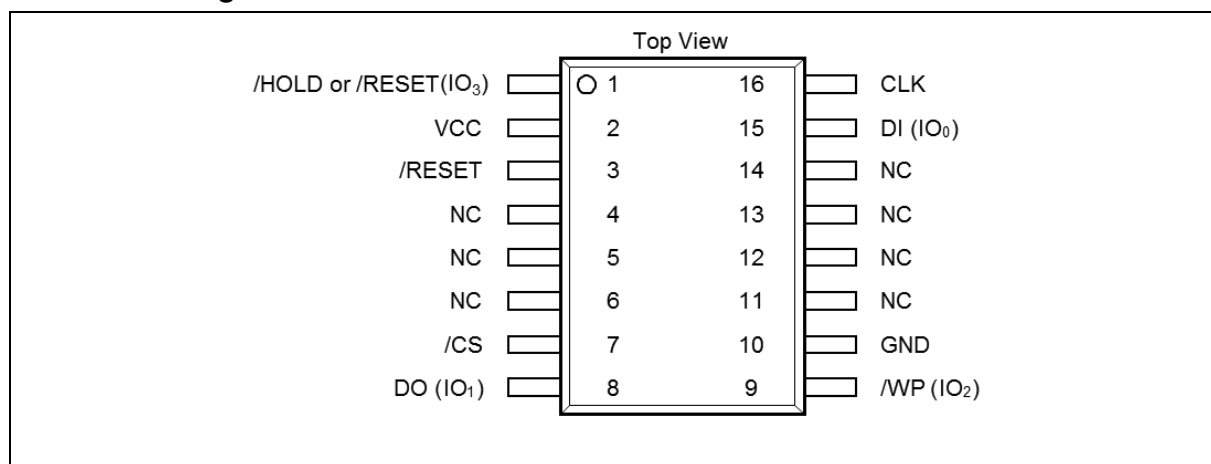 Top View
/HOLD or /RESET(IO₃) 1 16 CLK
VCC 2 15 DI (IO₀)
/RESET 3 14 NC
NC 4 13 NC
NC 5 12 NC
NC 6 11 NC
/CS 7 10 GND
DO (IO₁) 8 9 /WP (IO₂)